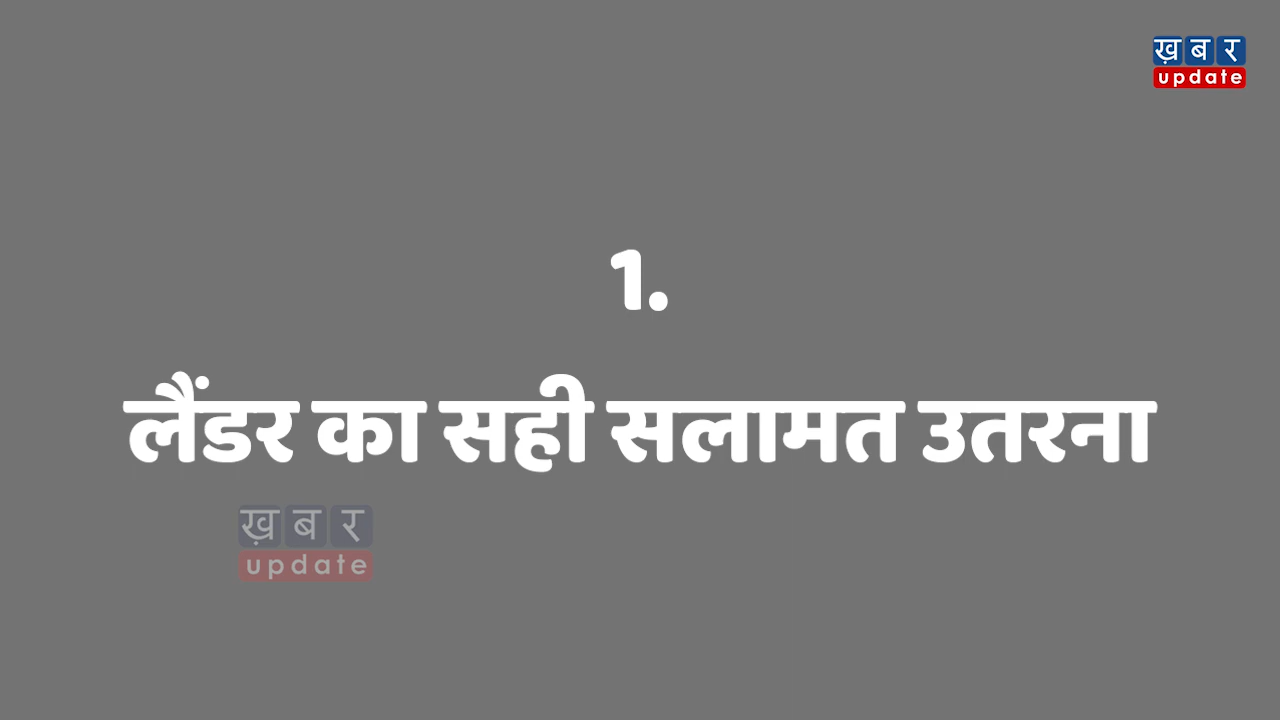 ख़बर
update
1.
लैंडर का सही सलामत उतरना
ख़बर
update